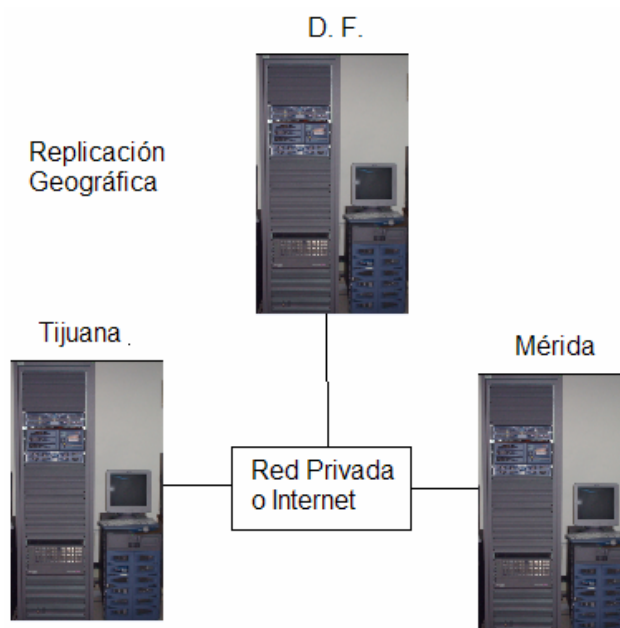 D. F.
Replicación
Geográfica
Tijuana .
Mérida
Red Privada
o Internet